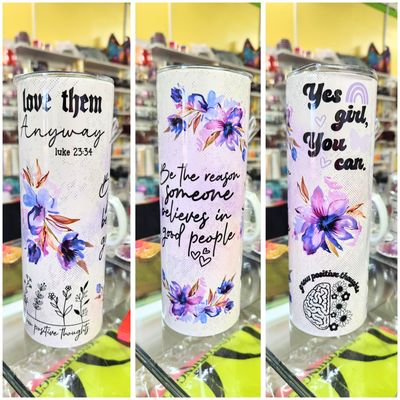 love them
Anyway
luke 23:34
positive thoughts
Be the reason
someone
believes in
good people
Yes
girl,
You
can.
grow positive thoughts